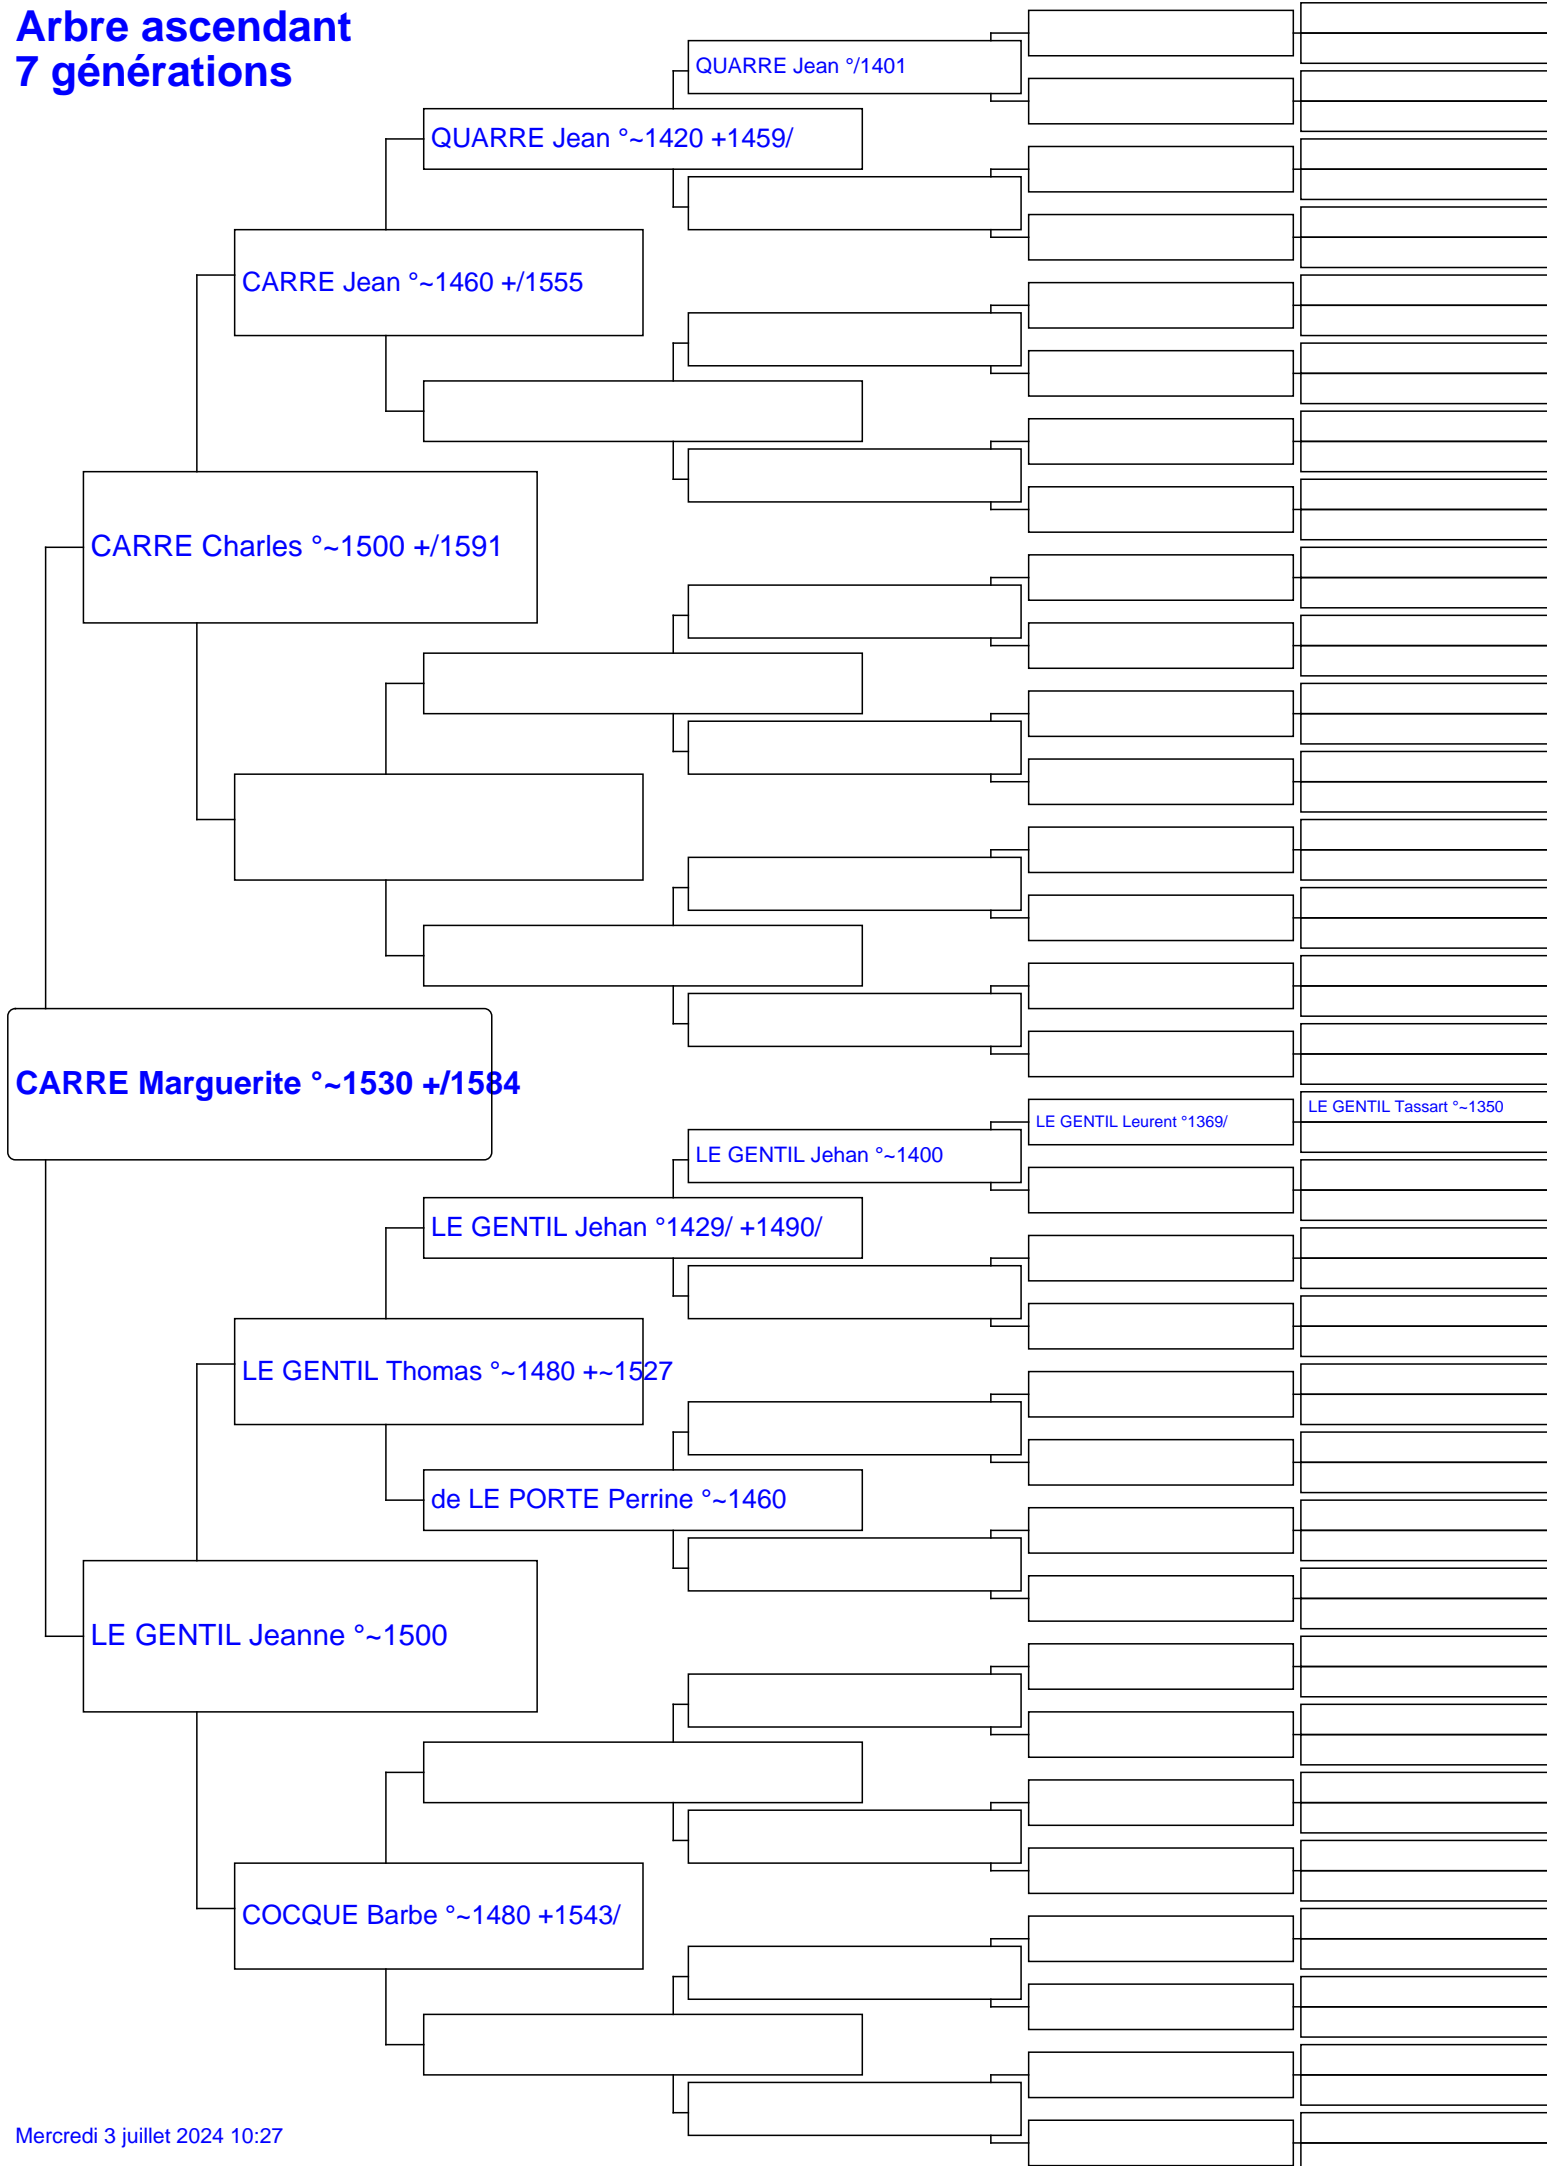 Arbre ascendant
7 générations
QUARRE Jean °/1401
QUARRE Jean °~1420 +1459/
CARRE Jean °~1460 +/1555
CARRE Charles °~1500 +/1591
CARRE Marguerite °~1530 +/1584
LE GENTIL Tassart °~1350
LE GENTIL Leurent °1369/
LE GENTIL Jehan °~1400
LE GENTIL Jehan °1429/ +1490/
LE GENTIL Thomas °~1480 +~1527
de LE PORTE Perrine °~1460
LE GENTIL Jeanne °~1500
COCQUE Barbe °~1480 +1543/
Mercredi 3 juillet 2024 10:27